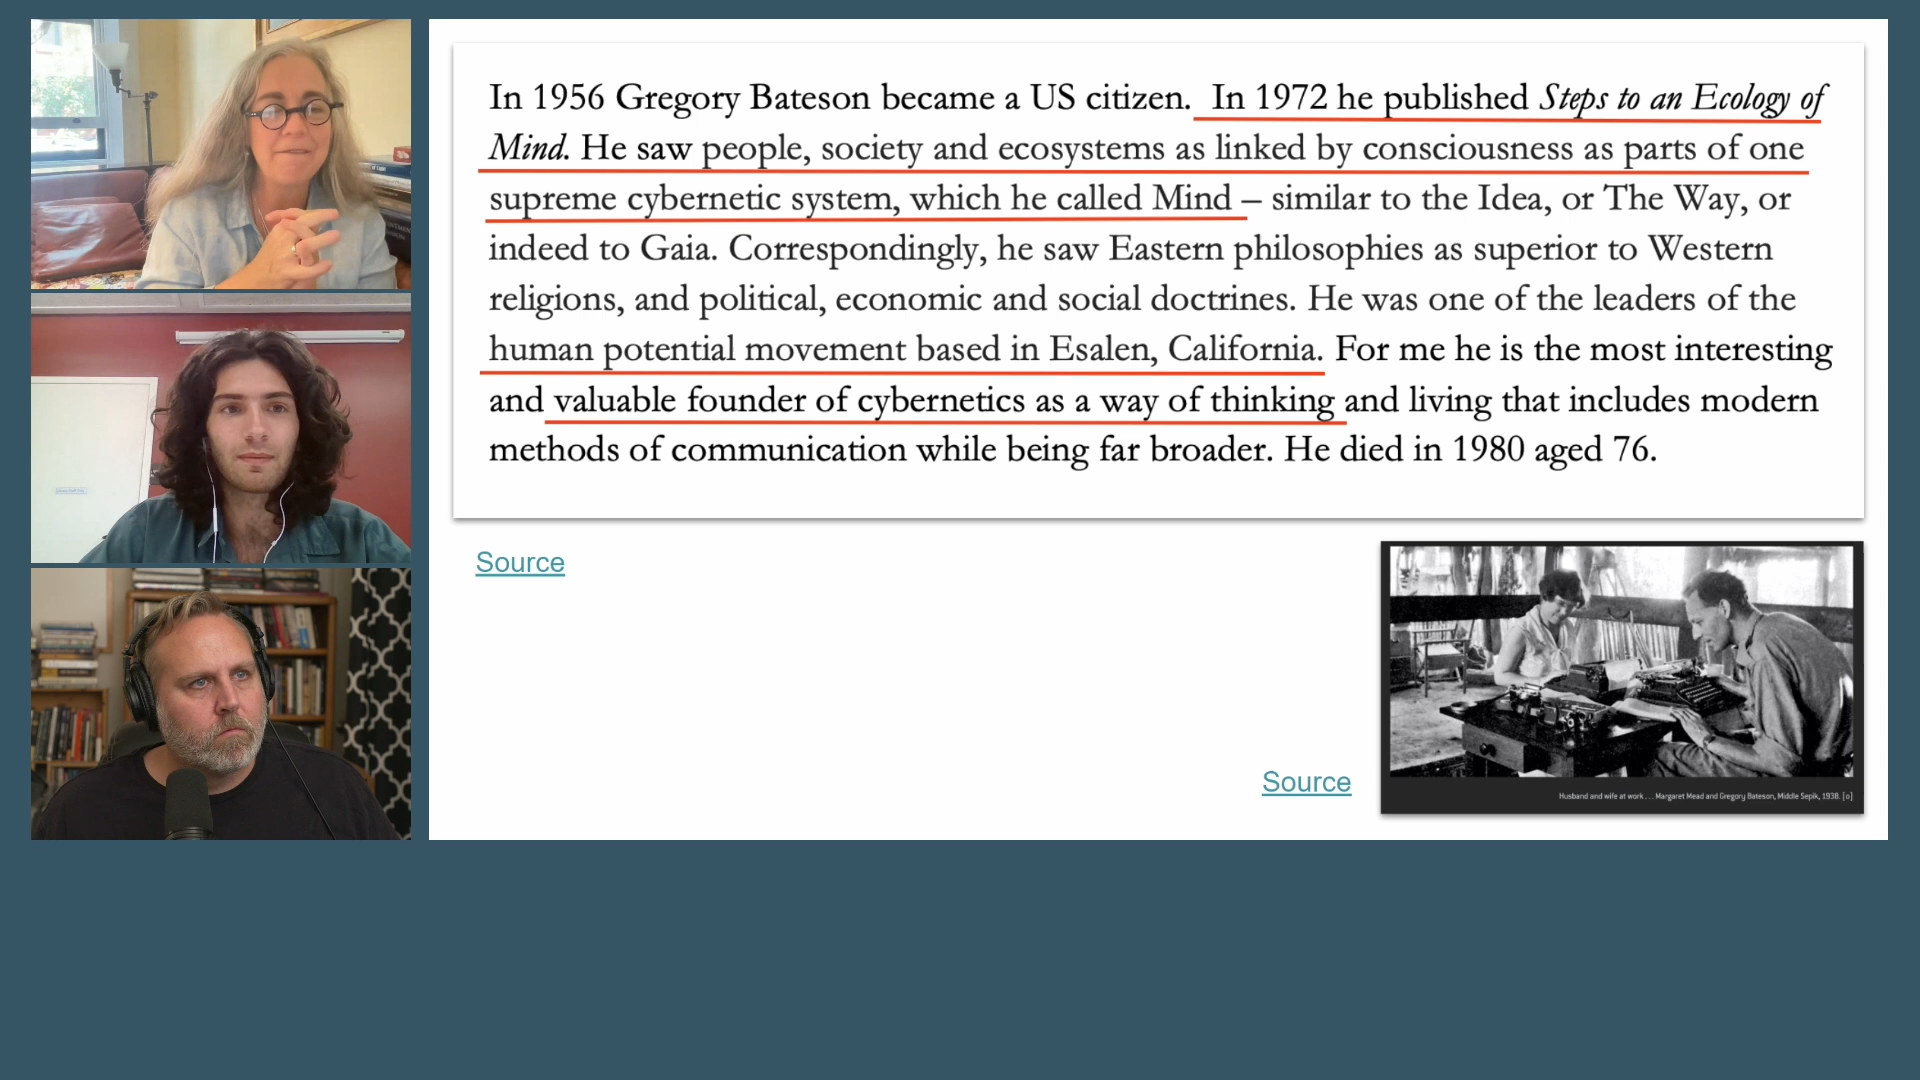 In 1956 Gregory Bateson became a US citizen.  In 1972 he published Steps to an Ecology of
Mind. He saw people, society and ecosystems as linked by consciousness as parts of one
supreme cybernetic system, which he called Mind – similar to the Idea, or The Way, or
indeed to Gaia. Correspondingly, he saw Eastern philosophies as superior to Western
religions, and political, economic and social doctrines. He was one of the leaders of the
human potential movement based in Esalen, California. For me he is the most interesting
and valuable founder of cybernetics as a way of thinking and living that includes modern
methods of communication while being far broader. He died in 1980 aged 76.
Source
Source
Husband and wife at work . . . Margaret Mead and Gregory Bateson, Middle Sepik, 1938. [o]